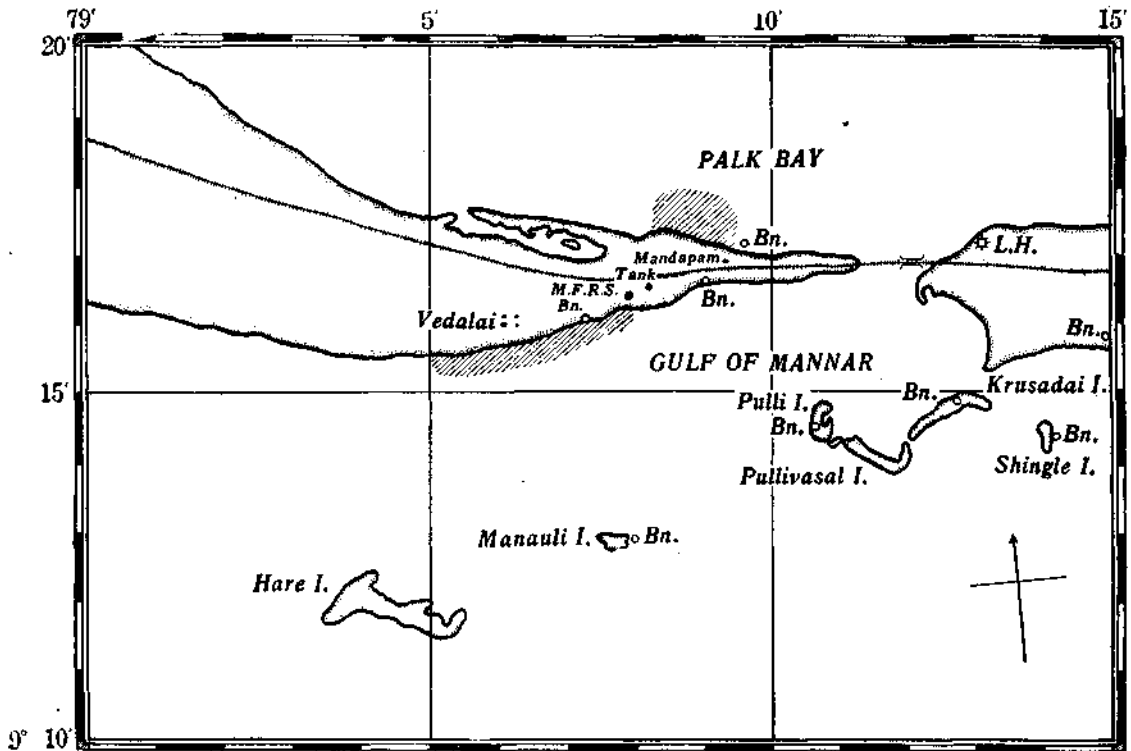 79' 5' 10' 15'
20'
PALK BAY
Bn.
L.H.
Mandapam
Tank
M.F.R.S.
Bn.
Bn.
Vedalai
Bn.
GULF OF MANNAR
15'
Krusadai I.
Bn.
Pulli I.
Bn.
Bn.
Shingle I.
Pullivasal I.
Manauli I. Bn.
Hare I.
9° 10'